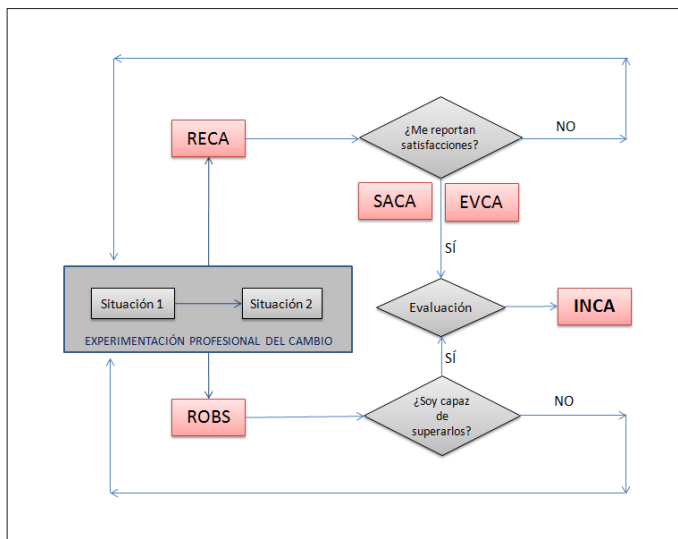 ¿Me reportan
satisfacciones?
NO
RECA
SACA
EVCA
SÍ
Situación 1
Situación 2
EXPERIMENTACIÓN PROFESIONAL DEL CAMBIO
Evaluación
INCA
SÍ
ROBS
¿Soy capaz
de
superarlos?
NO